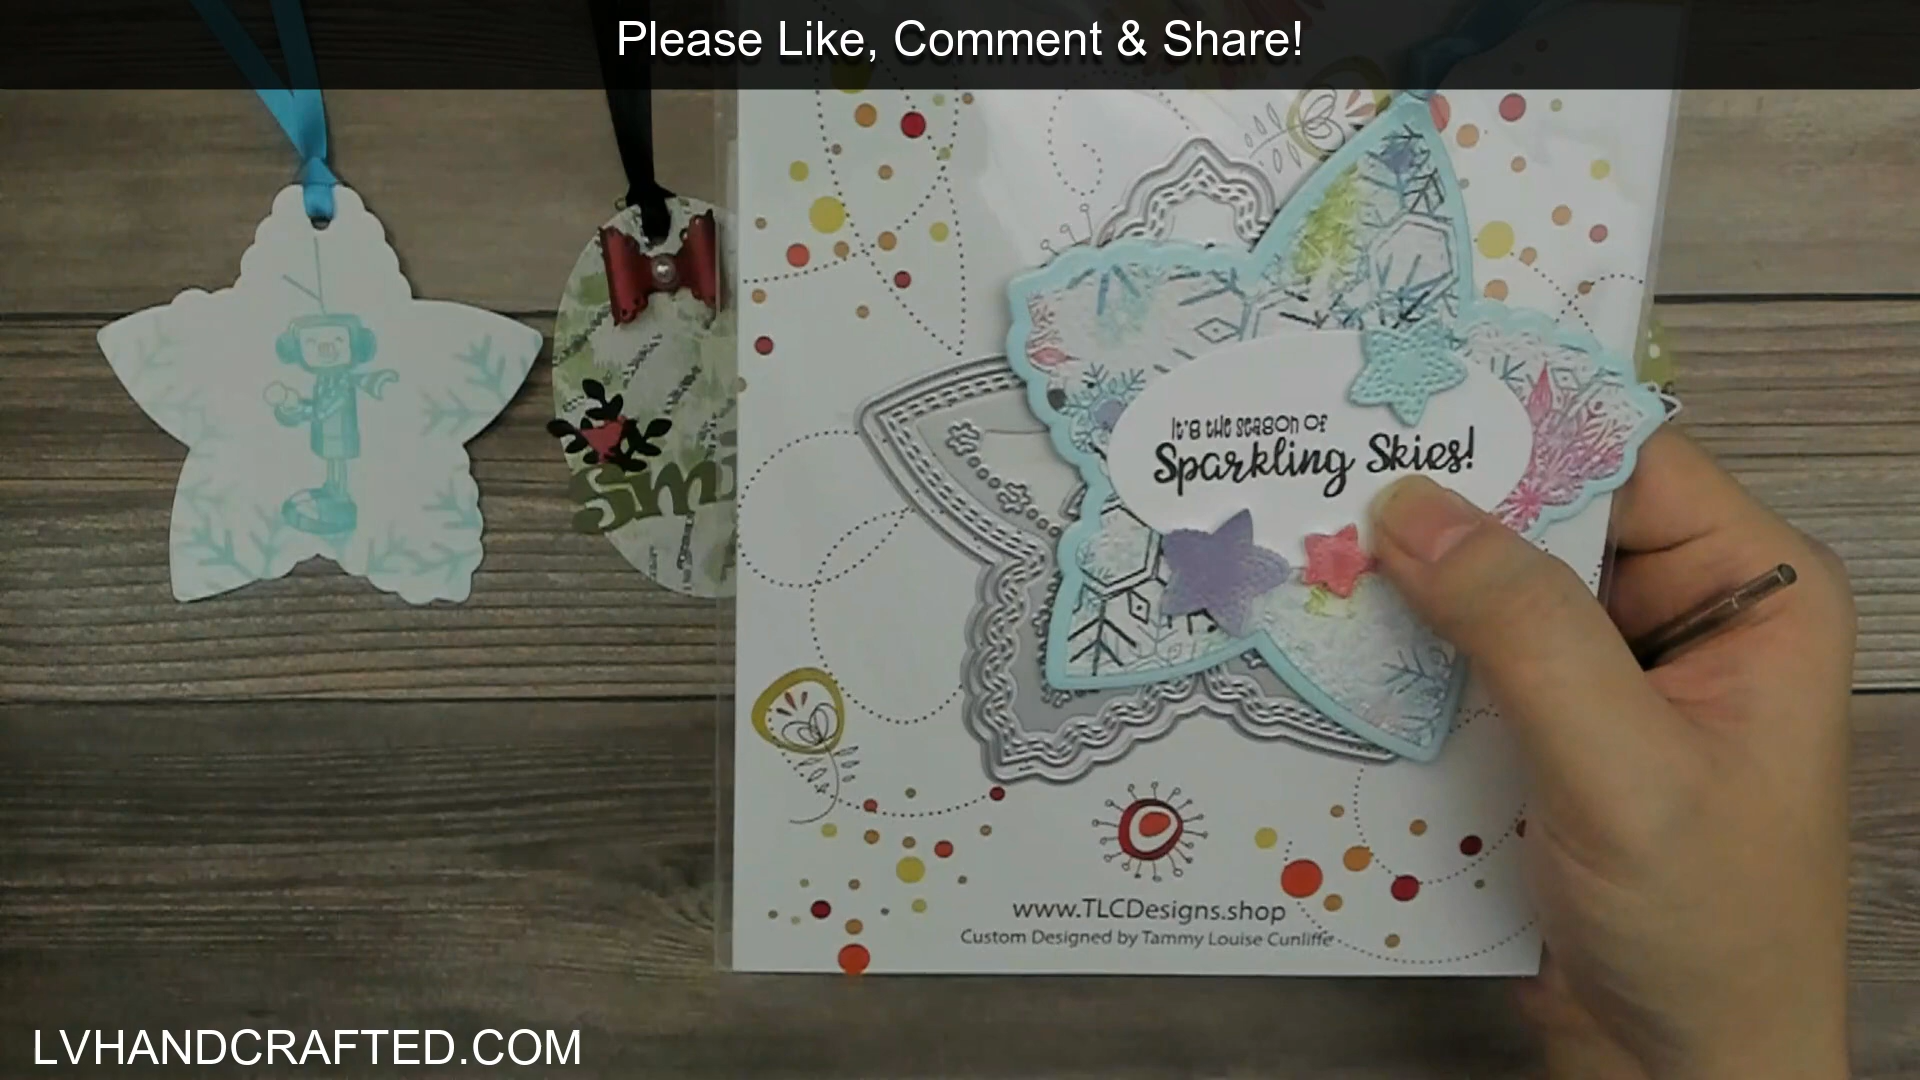 Please Like, Comment & Share!
It's the season of
Sparkling Skies!
www.TLCDesigns.shop
Custom Designed by Tammy Louise Cunliffe
LVHANDCRAFTED.COM